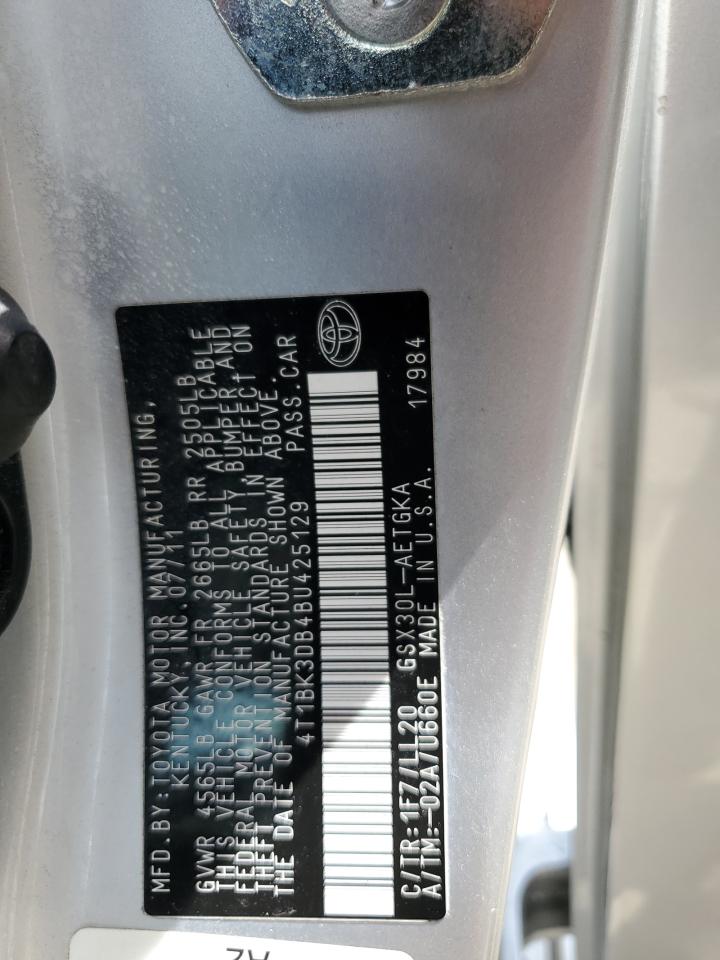 MFD. BY: TOYOTA MOTOR MANUFACTURING,
KENTUCKY, INC. 07/11
GVWR 4565LB GAWR FR 2665LB RR 2505LB
THIS VEHICLE CONFORMS TO ALL APPLICABLE
FEDERAL MOTOR VEHICLE SAFETY, BUMPER, AND
THEFT PREVENTION STANDARDS IN EFFECT ON
THE DATE OF MANUFACTURE SHOWN ABOVE.
4T1BK3DB4BU425129 PASS.CAR
C/TR: 1F7/LL20 GSX30L-AETGKA
A/TM: -02A/U660E MADE IN U.S.A. 17984
AZ